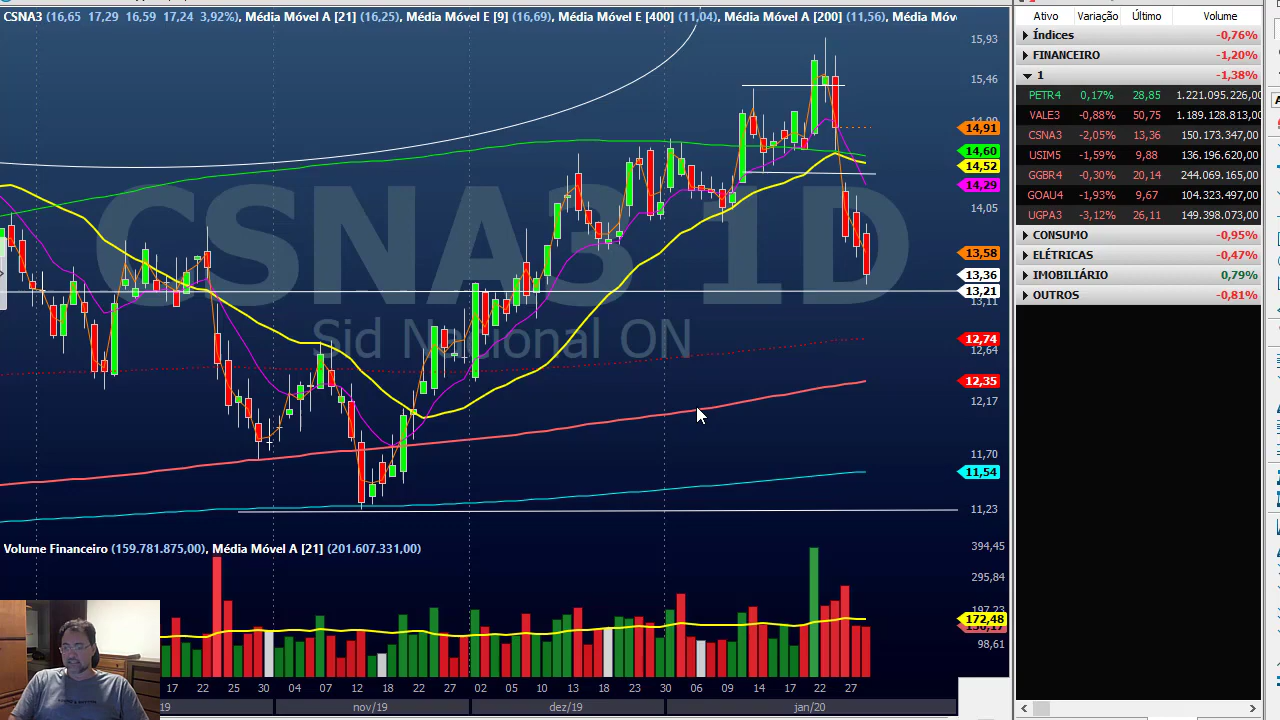 CSNA3 (16,65 17,29 16,59 17,24 3,92%), Média Móvel A [21] (16,25), Média Móvel E [9] (16,69), Média Móvel E [400] (11,04), Média Móvel A [200] (11,56), Média Móv
Ativo Variação Último Volume
Índices -0,76%
FINANCEIRO -1,20%
1 -1,38%
PETR4 0,17% 28,85 1.221.095.226,00
VALE3 -0,88% 50,75 1.189.128.813,00
CSNA3 -2,05% 13,36 150.173.347,00
USIM5 -1,59% 9,88 136.196.620,00
GGBR4 -0,30% 20,14 244.069.165,00
GOAU4 -1,93% 9,67 104.323.497,00
UGPA3 -3,12% 26,11 149.398.073,00
CONSUMO -0,95%
ELÉTRICAS -0,47%
IMOBILIÁRIO 0,79%
OUTROS -0,81%
CSNA3 1D
Sid Nacional ON
15,93
15,46
14,91
14,60
14,52
14,29
14,05
13,58
13,36
13,21
13,11
12,74
12,64
12,35
12,17
11,70
11,54
11,23
Volume Financeiro (159.781.875,00), Média Móvel A [21] (201.607.331,00)
394,45
295,84
197,23
172,48
98,61
17 22 25 30 04 07 12 18 22 27 02 05 10 13 18 23 30 06 09 14 17 22 27
19 nov/19 dez/19 jan/20